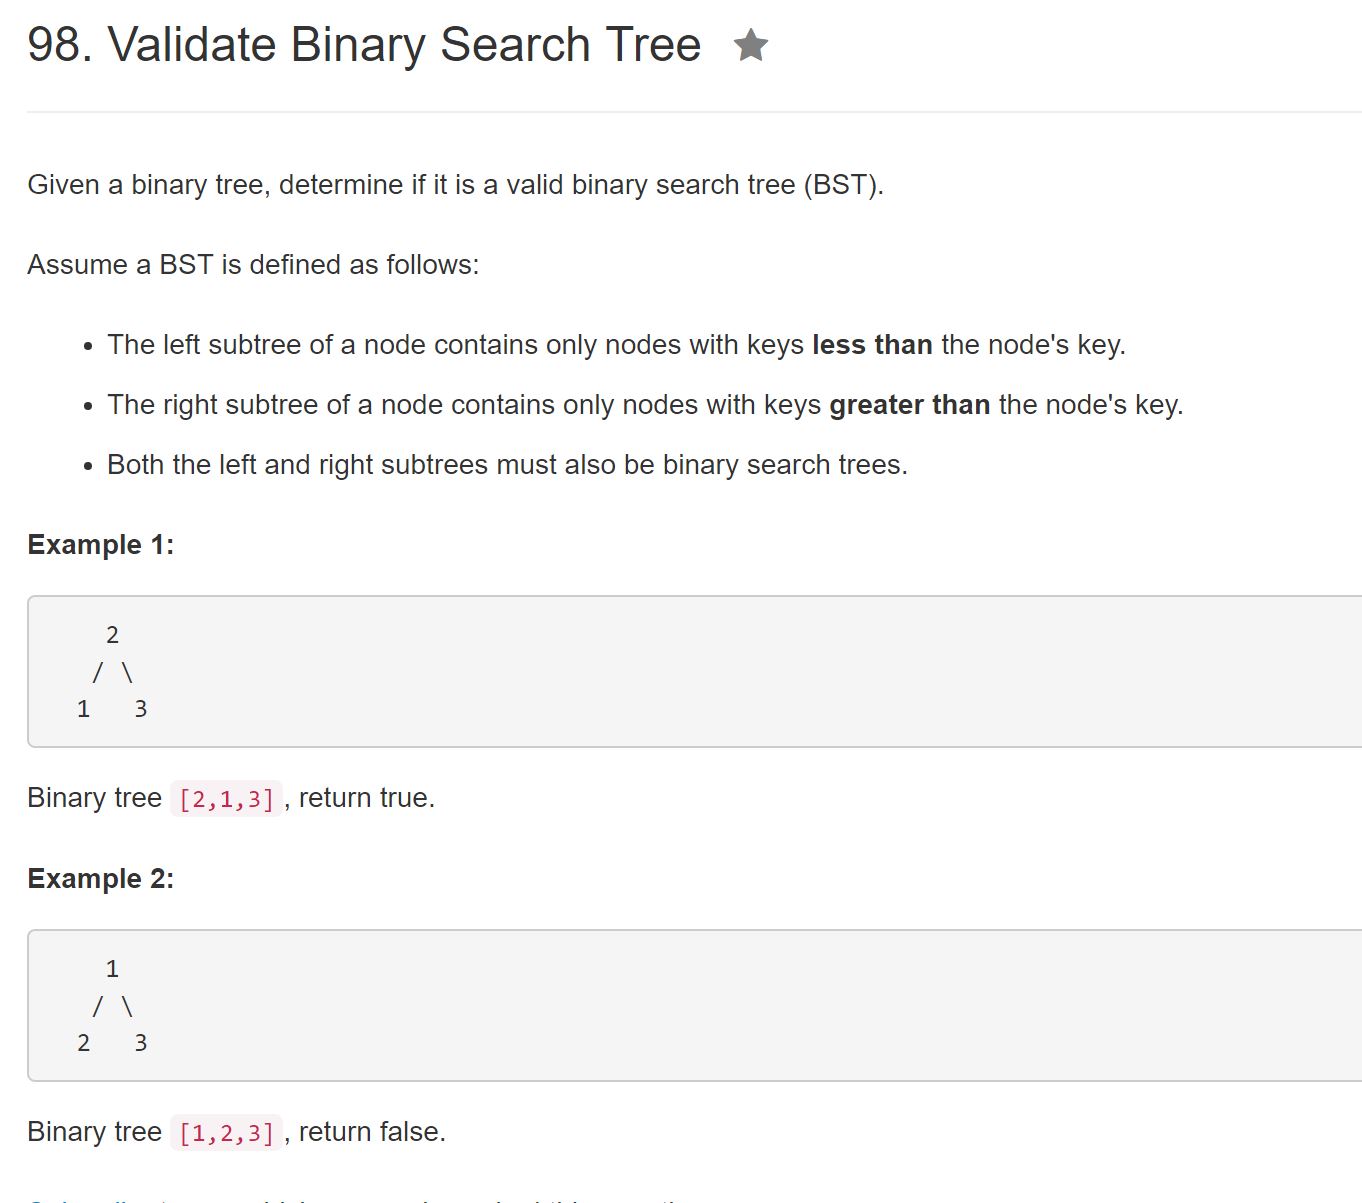 98. Validate Binary Search Tree
Given a binary tree, determine if it is a valid binary search tree (BST).
Assume a BST is defined as follows:
• The left subtree of a node contains only nodes with keys less than the node's key.
• The right subtree of a node contains only nodes with keys greater than the node's key.
• Both the left and right subtrees must also be binary search trees.
Example 1:
2
/ \
1 3
Binary tree [2,1,3], return true.
Example 2:
1
/ \
2 3
Binary tree [1,2,3], return false.